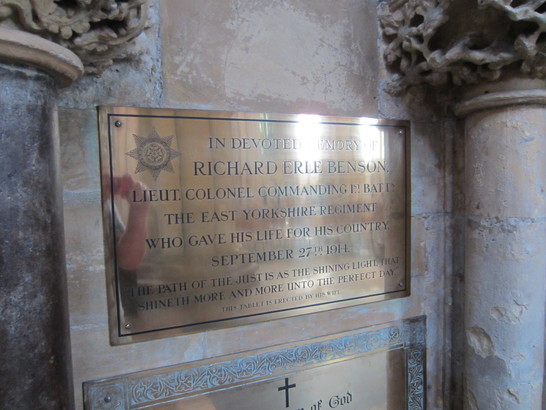 IN DEVOTED MEMORY OF
RICHARD ERLE BENSON,
LIEUT. COLONEL COMMANDING 1ST BATTN
THE EAST YORKSHIRE REGIMENT
WHO GAVE HIS LIFE FOR HIS COUNTRY,
SEPTEMBER 27TH 1914.
THE PATH OF THE JUST IS AS THE SHINING LIGHT, THAT
SHINETH MORE AND MORE UNTO THE PERFECT DAY.
THIS TABLET IS ERECTED BY HIS WIFE.
of God